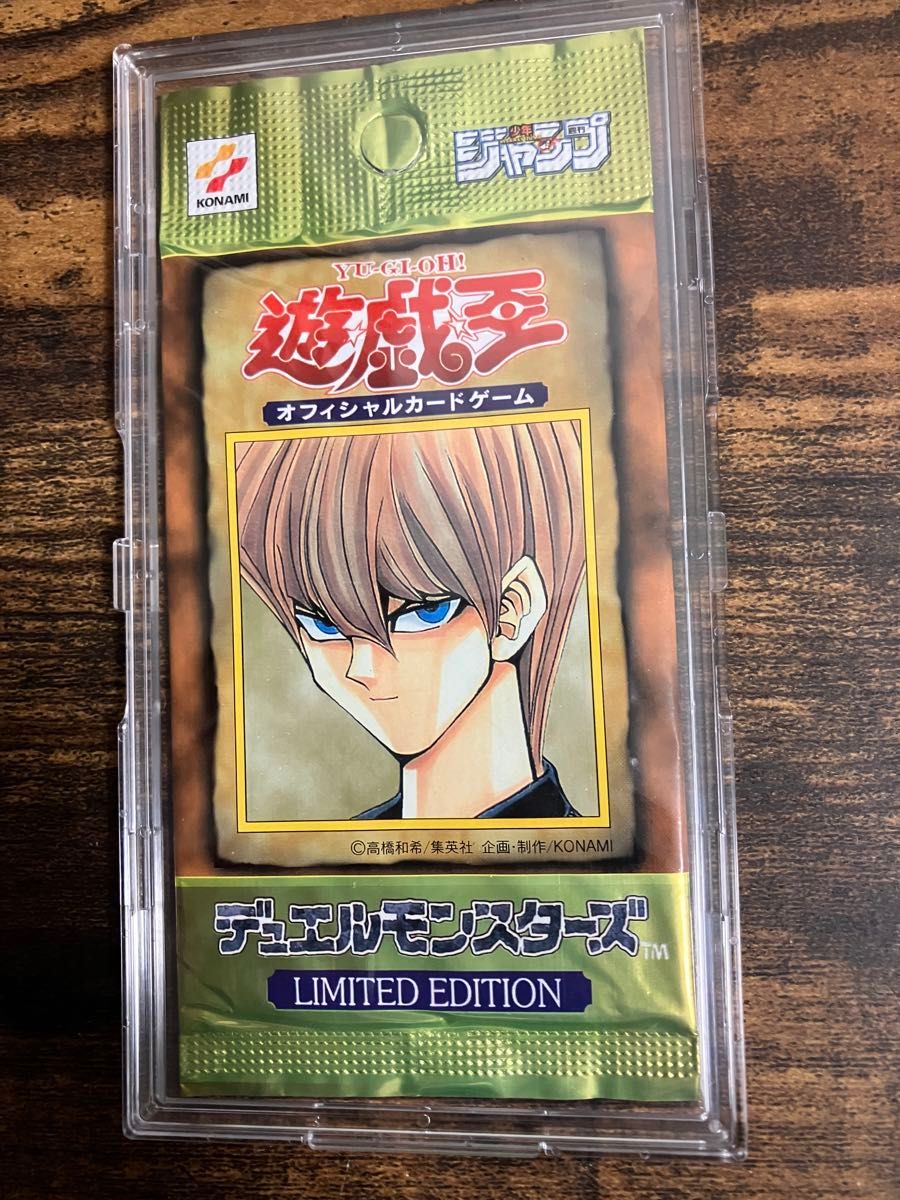 KONAMI
少年
ジャンプ
YU-GI-OH!
遊☆戯☆王
オフィシャルカードゲーム
©高橋和希/集英社 企画・制作/KONAMI
デュエルモンスターズ™
LIMITED EDITION